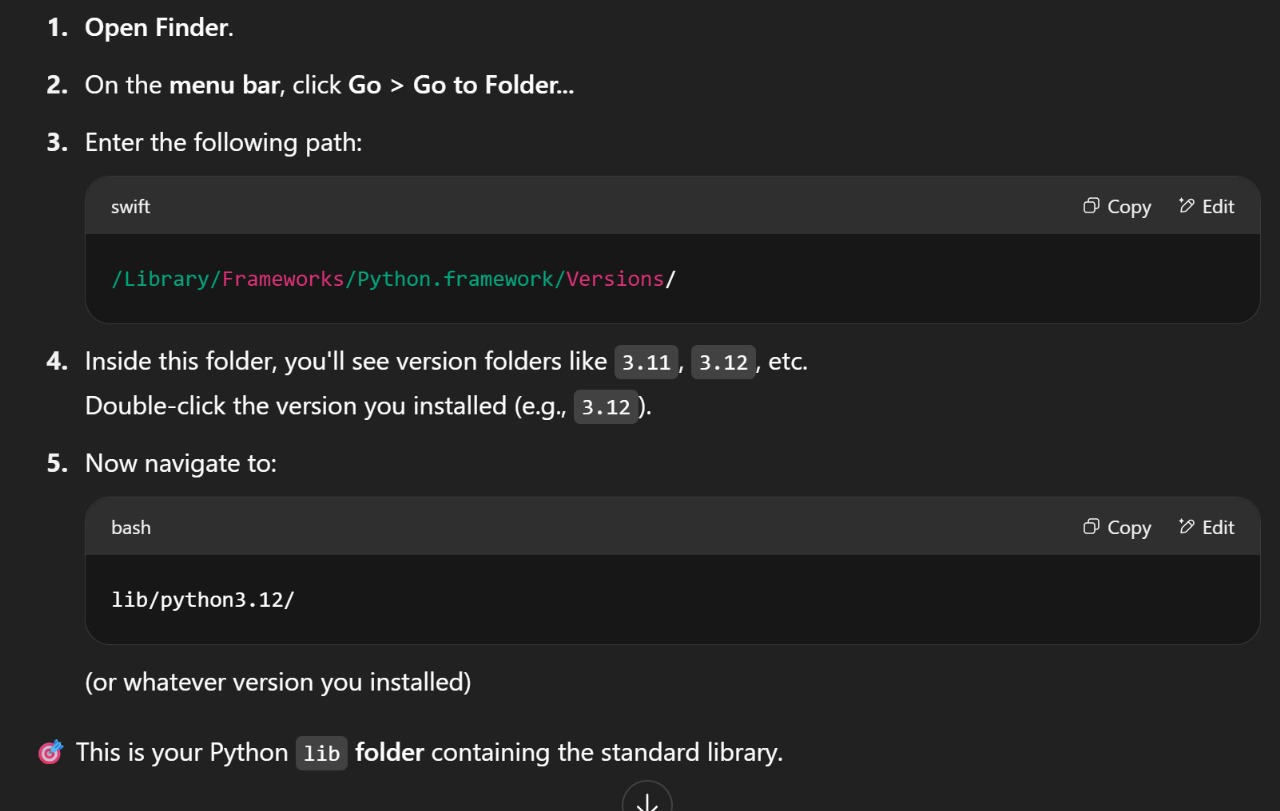 1. Open Finder.
2. On the menu bar, click Go > Go to Folder...
3. Enter the following path:
swift Copy Edit
/Library/Frameworks/Python.framework/Versions/
4. Inside this folder, you'll see version folders like 3.11, 3.12, etc.
Double-click the version you installed (e.g., 3.12).
5. Now navigate to:
bash Copy Edit
lib/python3.12/
(or whatever version you installed)
🎯 This is your Python lib folder containing the standard library.